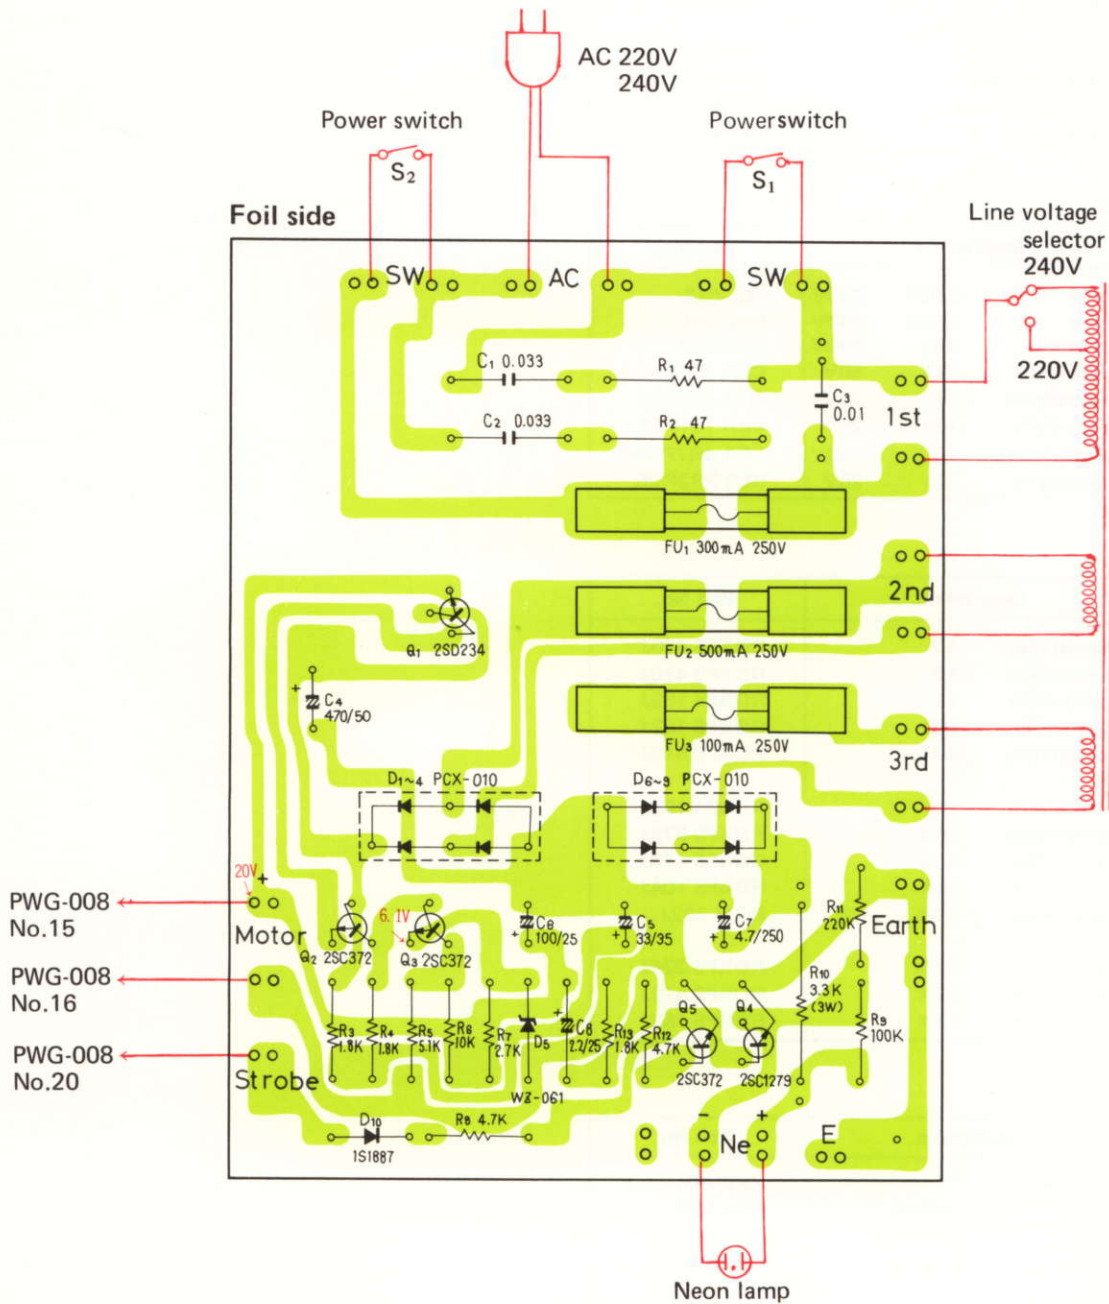 AC 220V
240V
Power switch
S2
Powerswitch
S1
Foil side
Line voltage
selector
240V
220V
SW
AC
SW
C1 0.033
R1 47
C3
0.01
1st
C2 0.033
R2 47
FU1 300mA 250V
2nd
Q1 2SD234
FU2 500mA 250V
+
C4
470/50
FU3 100mA 250V
3rd
D1~4 PCX-010
D6~9 PCX-010
20V
+
PWG-008
No.15
Motor
6.1V
Q2 2SC372
Q3 2SC372
C6
100/25
+
C5
33/35
+
C7
4.7/250
+
R11
220K
Earth
PWG-008
No.16
R10
3.3K
(3W)
R9
100K
R3
1.8K
R4
1.8K
R5
5.1K
R6
10K
R7
2.7K
D5
WZ-061
+
C8
2.2/25
R13
1.8K
R12
4.7K
Q5
2SC372
Q4
2SC1279
PWG-008
No.20
Strobe
D10
1S1887
R8 4.7K
-
Ne
+
E
Neon lamp